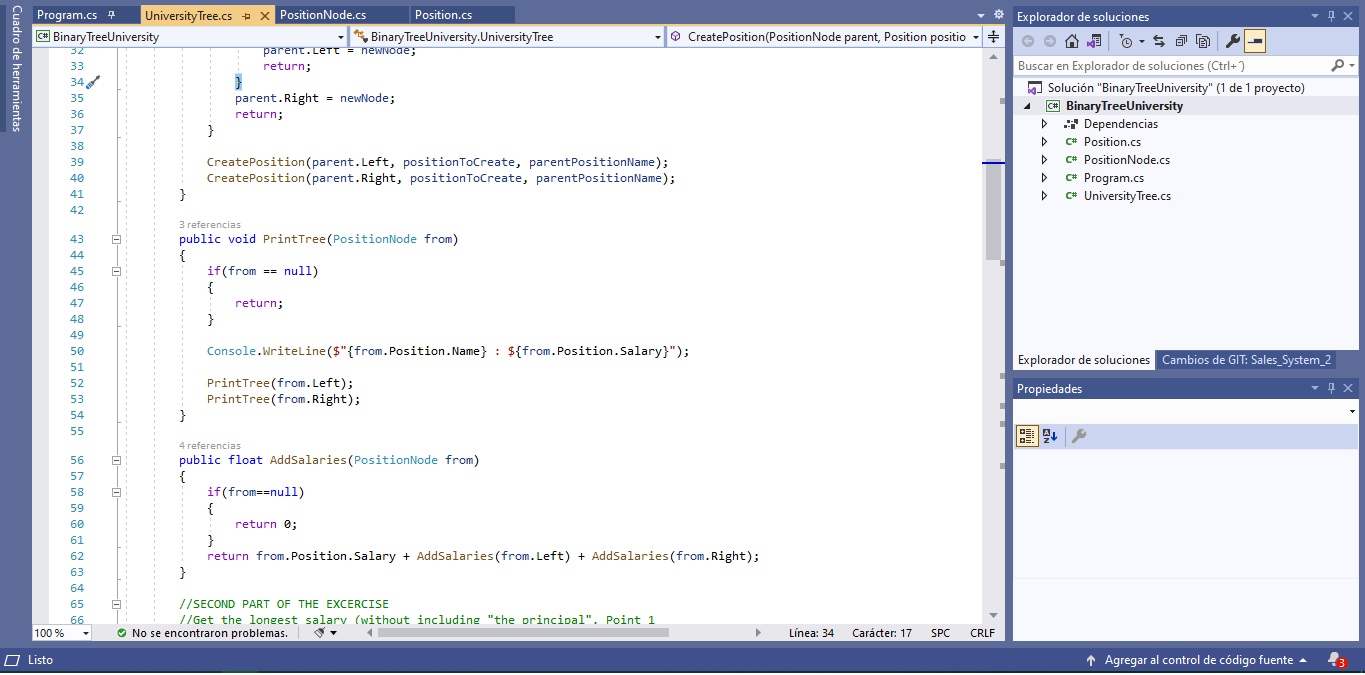 Cuadro de herramientas
Program.cs
UniversityTree.cs
PositionNode.cs
Position.cs
BinaryTreeUniversity
BinaryTreeUniversity.UniversityTree
CreatePosition(PositionNode parent, Position positio
32 parent.Left = newNode;
33 return;
34 }
35 parent.Right = newNode;
36 return;
37 }
38
39 CreatePosition(parent.Left, positionToCreate, parentPositionName);
40 CreatePosition(parent.Right, positionToCreate, parentPositionName);
41 }
42
3 referencias
43 public void PrintTree(PositionNode from)
44 {
45 if(from == null)
46 {
47 return;
48 }
49
50 Console.WriteLine($"{from.Position.Name} : ${from.Position.Salary}");
51
52 PrintTree(from.Left);
53 PrintTree(from.Right);
54 }
55
4 referencias
56 public float AddSalaries(PositionNode from)
57 {
58 if(from==null)
59 {
60 return 0;
61 }
62 return from.Position.Salary + AddSalaries(from.Left) + AddSalaries(from.Right);
63 }
64
65 //SECOND PART OF THE EXCERCISE
66 //Get the longest salary (without including "the principal". Point 1
100 %
No se encontraron problemas.
Línea: 34
Carácter: 17
SPC
CRLF
Explorador de soluciones
Buscar en Explorador de soluciones (Ctrl+´)
Solución "BinaryTreeUniversity" (1 de 1 proyecto)
C# BinaryTreeUniversity
Dependencias
C# Position.cs
C# PositionNode.cs
C# Program.cs
C# UniversityTree.cs
Explorador de soluciones
Cambios de GIT: Sales_System_2
Propiedades
Listo
Agregar al control de código fuente
3